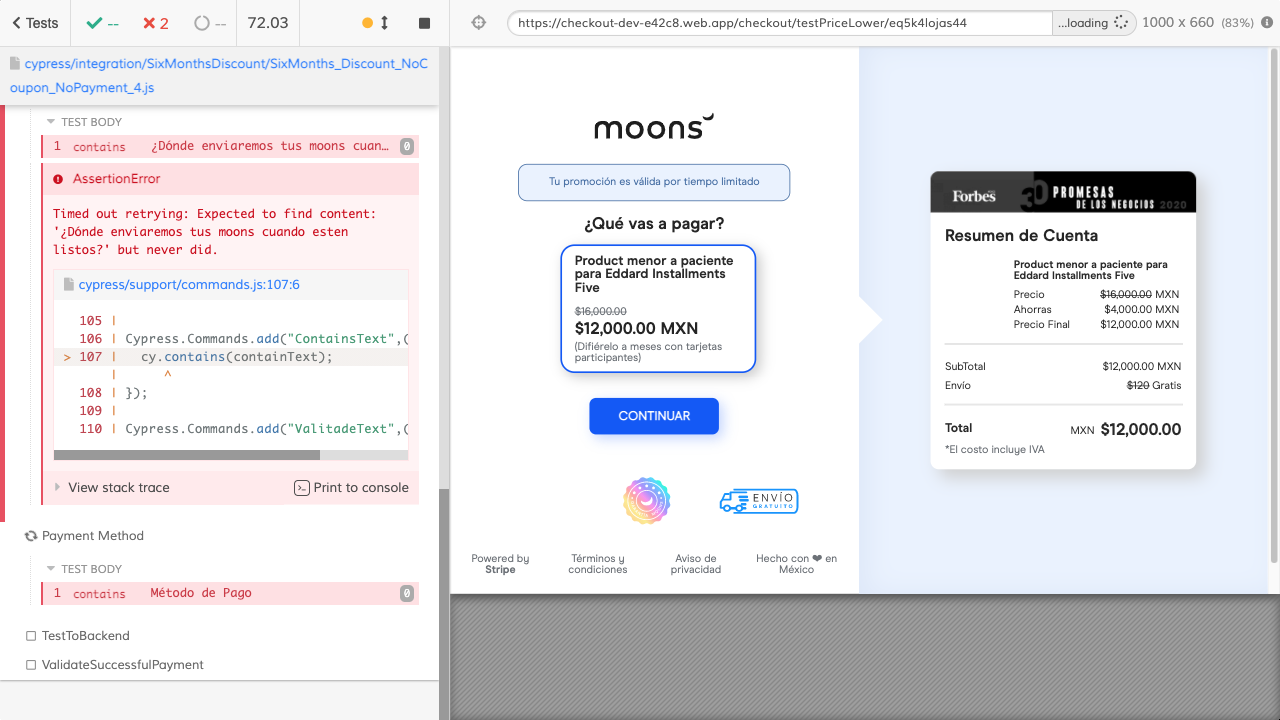 Tests
--
2
--
72.03
https://checkout-dev-e42c8.web.app/checkout/testPriceLower/eq5k4lojas44
...loading
1000 x 660 (83%)
cypress/integration/SixMonthsDiscount/SixMonths_Discount_NoC
oupon_NoPayment_4.js
TEST BODY
1 contains ¿Dónde enviaremos tus moons cuan… 0
AssertionError
Timed out retrying: Expected to find content:
'¿Dónde enviaremos tus moons cuando esten
listos?' but never did.
cypress/support/commands.js:107:6
105 |
106 | Cypress.Commands.add("ContainsText",(
> 107 | cy.contains(containText);
| ^
108 | });
109 |
110 | Cypress.Commands.add("ValitadeText",(
View stack trace
Print to console
Payment Method
TEST BODY
1 contains Método de Pago 0
TestToBackend
ValidateSuccessfulPayment
moons
Tu promoción es válida por tiempo limitado
¿Qué vas a pagar?
Product menor a paciente
para Eddard Installments
Five
$16,000.00
$12,000.00 MXN
(Difiérelo a meses con tarjetas
participantes)
CONTINUAR
ENVÍO
GRATUITO
Powered by
Stripe
Términos y
condiciones
Aviso de
privacidad
Hecho con ❤ en
México
Forbes
30 PROMESAS
DE LOS NEGOCIOS 2020
Resumen de Cuenta
Product menor a paciente para
Eddard Installments Five
Precio $16,000.00 MXN
Ahorras $4,000.00 MXN
Precio Final $12,000.00 MXN
SubTotal $12,000.00 MXN
Envío $120 Gratis
Total MXN $12,000.00
*El costo incluye IVA